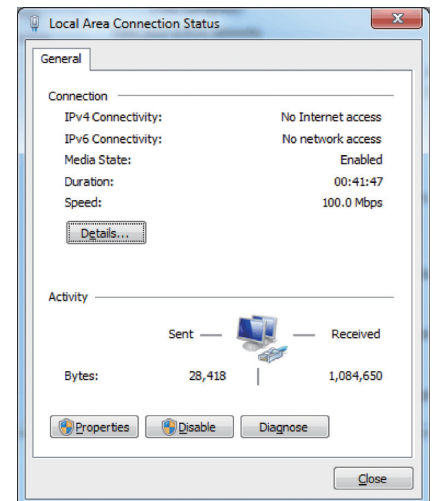 Local Area Connection Status
General
Connection
IPv4 Connectivity: No Internet access
IPv6 Connectivity: No network access
Media State: Enabled
Duration: 00:41:47
Speed: 100.0 Mbps
Details...
Activity
Sent Received
Bytes: 28,418 1,084,650
Properties Disable Diagnose
Close